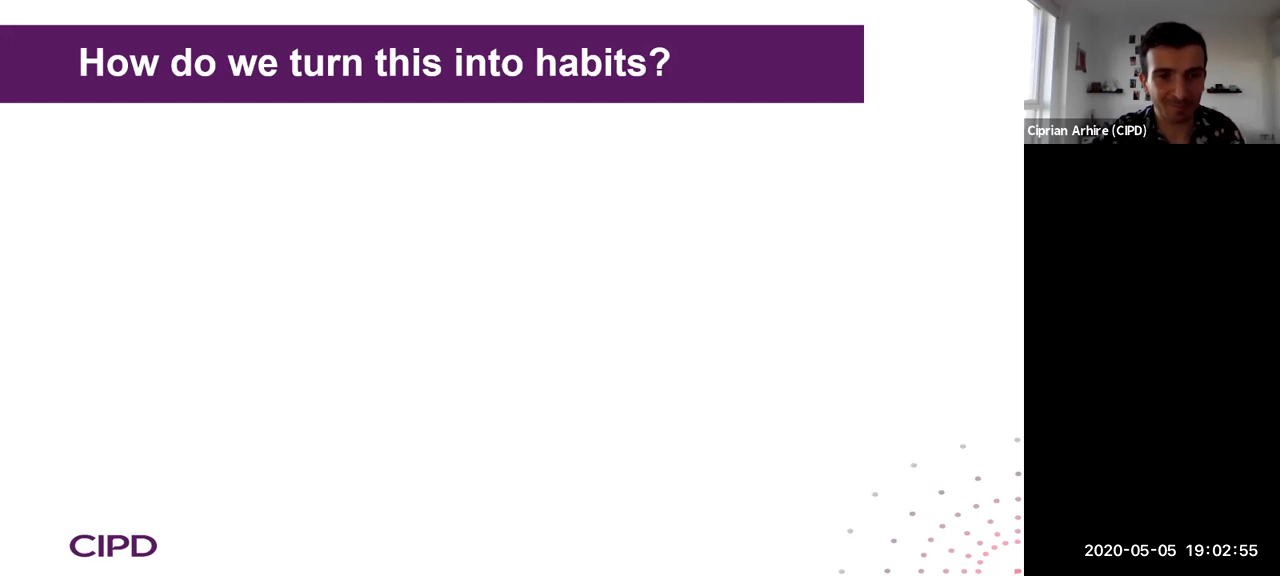 How do we turn this into habits?
Ciprian Arhire (CIPD)
CIPD
2020-05-05 19:02:55